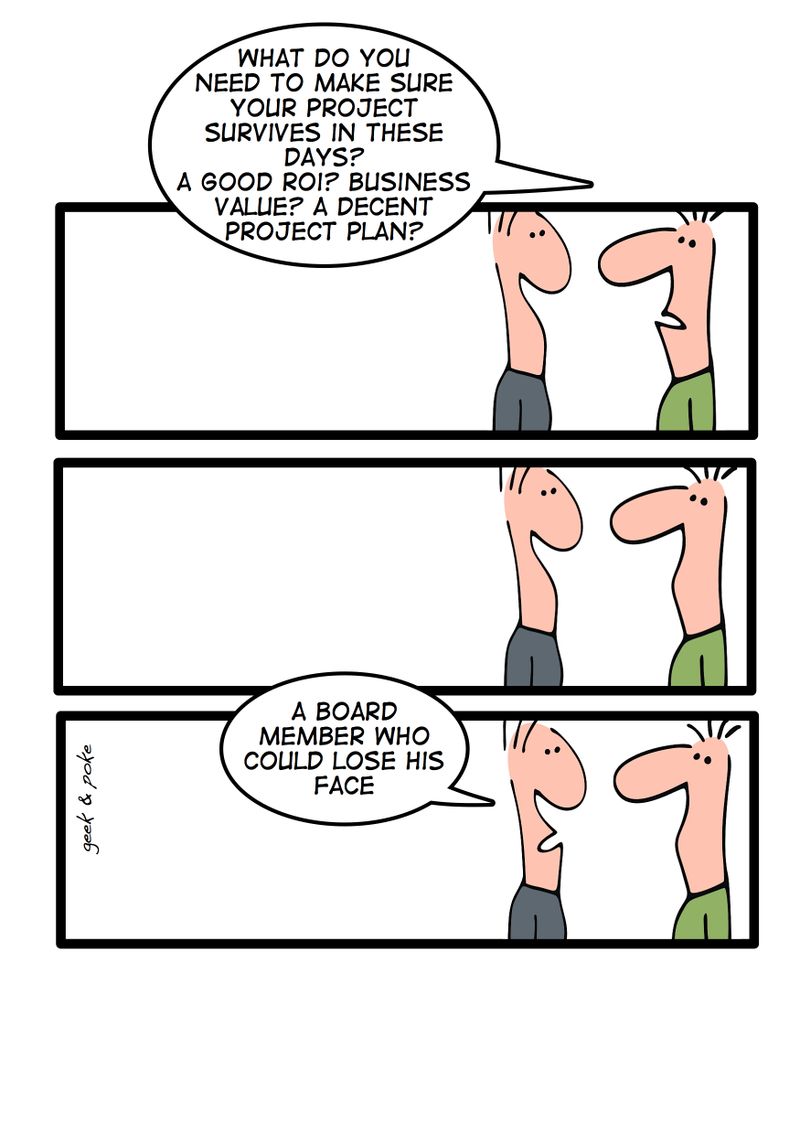 WHAT DO YOU
NEED TO MAKE SURE
YOUR PROJECT
SURVIVES IN THESE
DAYS?
A GOOD ROI? BUSINESS
VALUE? A DECENT
PROJECT PLAN?
A BOARD
MEMBER WHO
COULD LOSE HIS
FACE
geek & poke